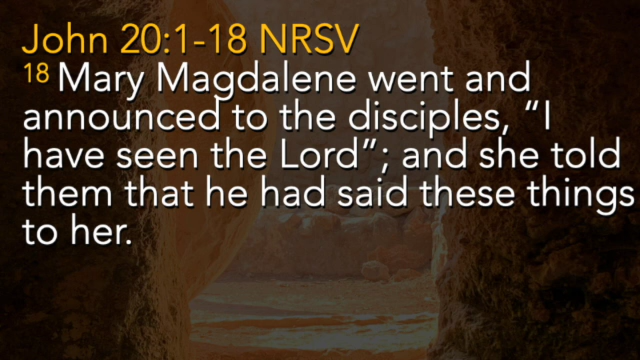 John 20:1-18 NRSV
18 Mary Magdalene went and
announced to the disciples, “I
have seen the Lord”; and she told
them that he had said these things
to her.